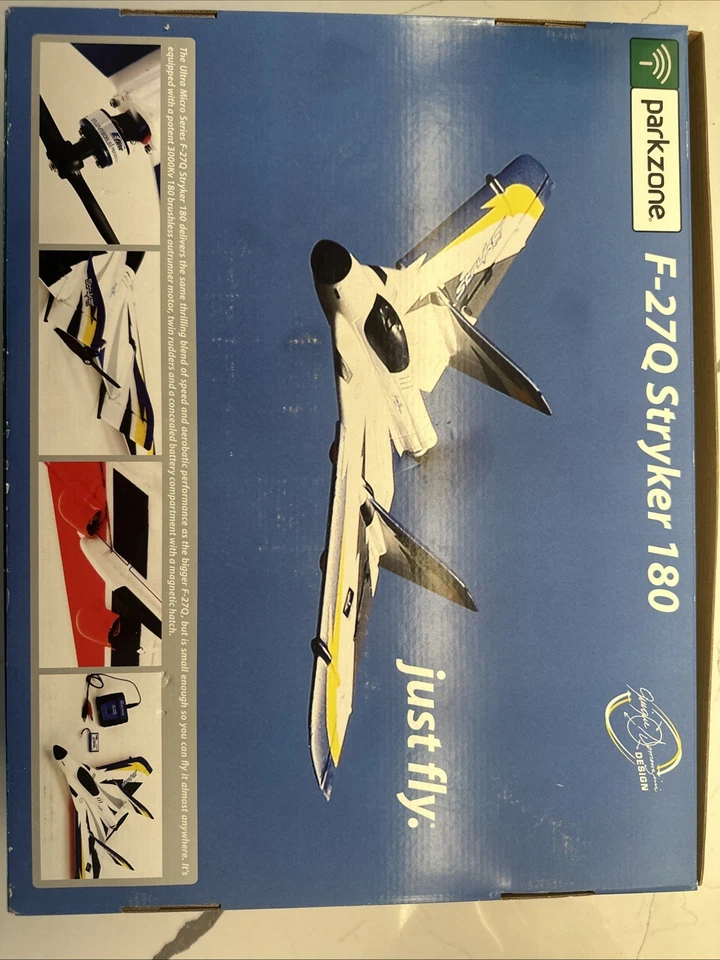 parkzone®
F-27Q Stryker 180
DESIGN
just fly.
The Ultra Micro Series F-27Q Stryker 180 delivers the same thrilling blend of speed and aerobatic performance as the bigger F-27Q, but is small enough so you can fly it almost anywhere. It's
equipped with a potent 3000Kv 180 brushless outrunner motor, twin rudders and a concealed battery compartment with a magnetic hatch.